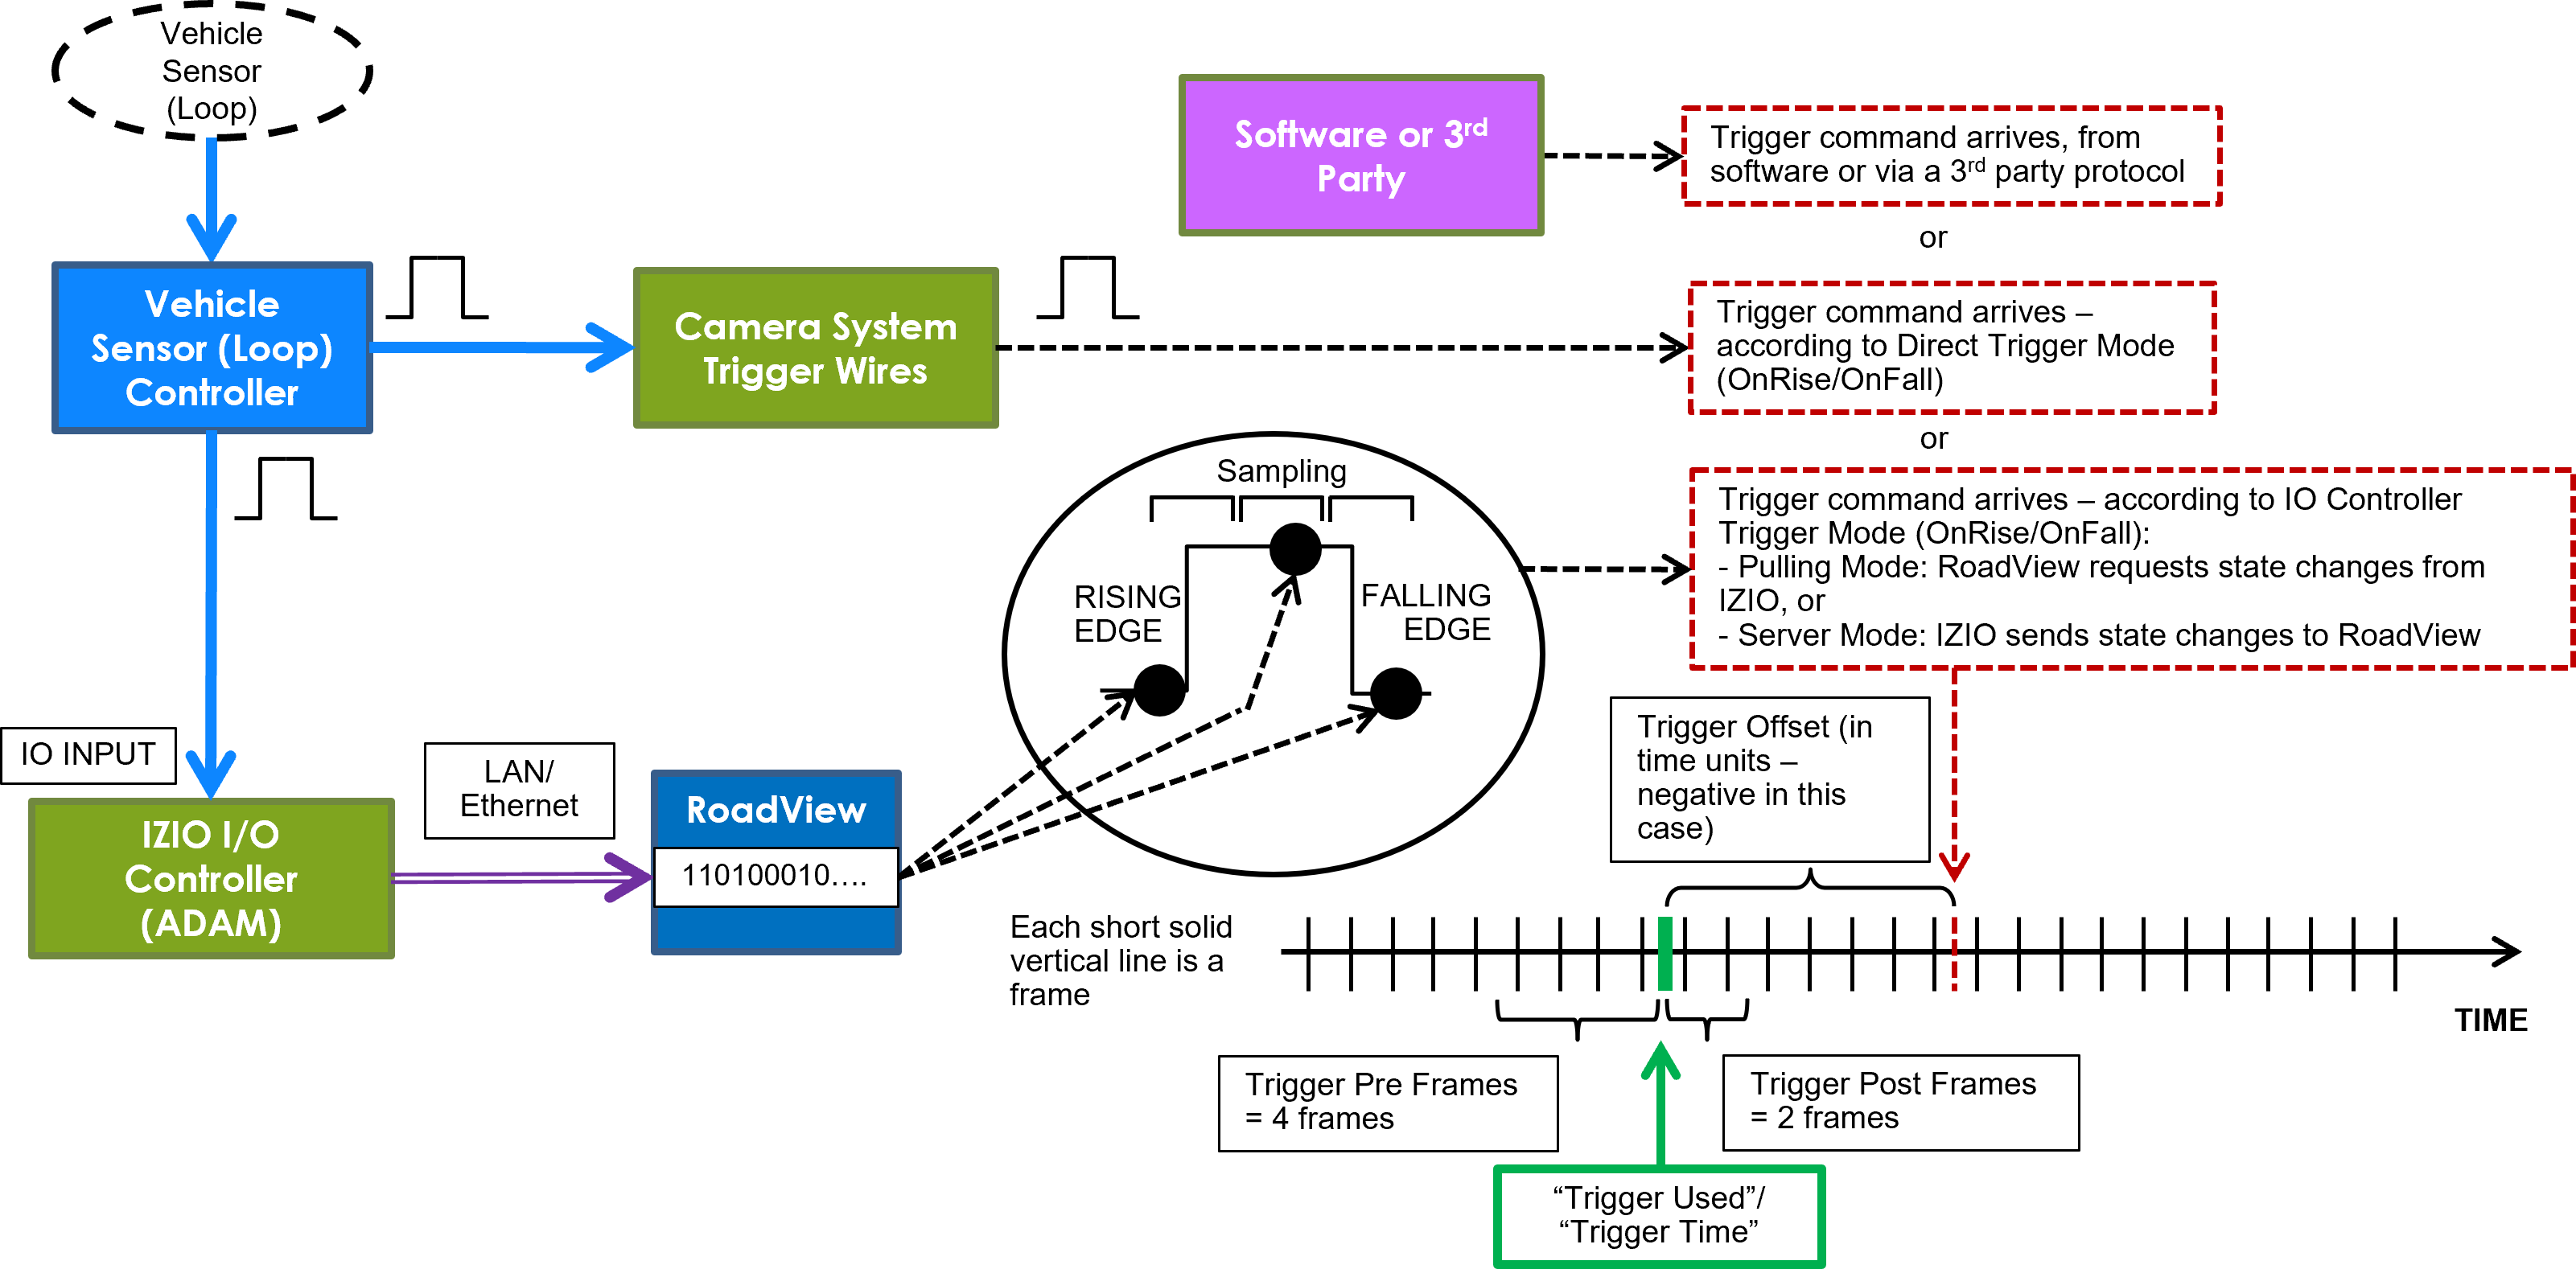 Vehicle
Sensor
(Loop)
Software or 3rd
Party
Trigger command arrives, from
software or via a 3rd party protocol
or
Vehicle
Sensor (Loop)
Controller
Camera System
Trigger Wires
Trigger command arrives –
according to Direct Trigger Mode
(OnRise/OnFall)
or
Sampling
RISING
EDGE
FALLING
EDGE
Trigger command arrives – according to IO Controller
Trigger Mode (OnRise/OnFall):
- Pulling Mode: RoadView requests state changes from
IZIO, or
- Server Mode: IZIO sends state changes to RoadView
IO INPUT
LAN/
Ethernet
IZIO I/O
Controller
(ADAM)
RoadView
110100010....
Trigger Offset (in
time units –
negative in this
case)
Each short solid
vertical line is a
frame
TIME
Trigger Pre Frames
= 4 frames
Trigger Post Frames
= 2 frames
“Trigger Used”/
“Trigger Time”